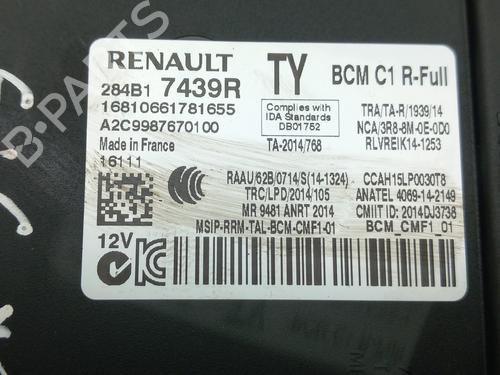 RENAULT
TY
BCM C1 R-Full
284B1 7439R
16810661781655
A2C9987670100
Made in France
16111
Complies with
IDA Standards
DB01752
TA-2014/768
TRA/TA-R/1939/14
NCA/3R8-8M-0E-0D0
RLVREIK14-1253
RAAU/62B/0714/S(14-1324)
TRC/LPD/2014/105
MR 9481 ANRT 2014
MSIP-RRM-TAL-BCM-CMF1-01
CCAH15LP0030T8
ANATEL 4069-14-2149
CMIIT ID: 2014DJ3738
BCM_CMF1_01
12V
B-PARTS